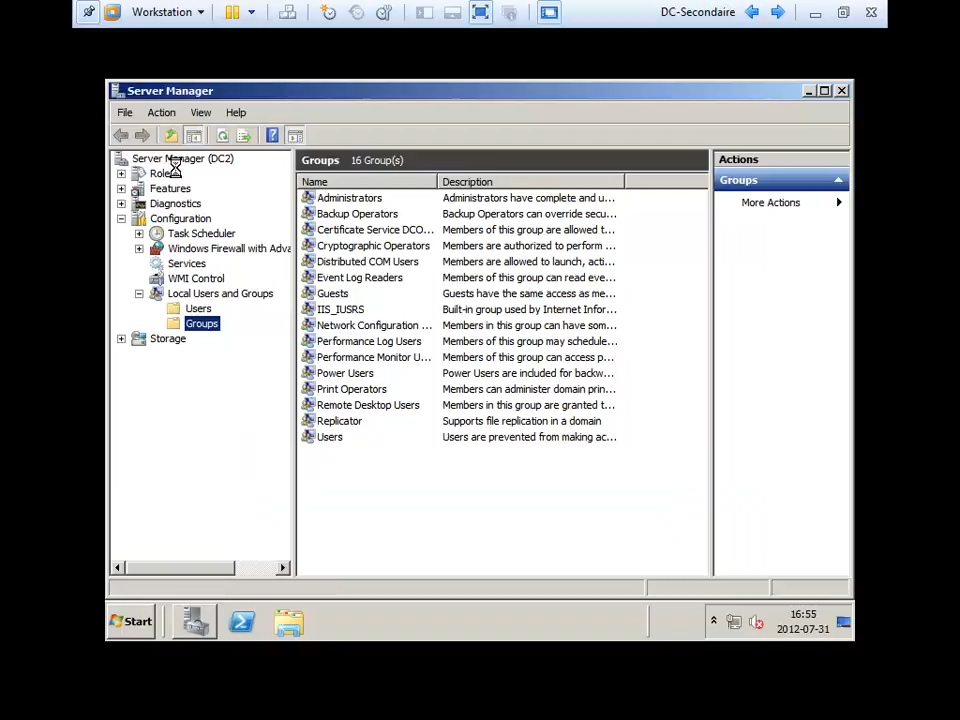 Workstation
DC-Secondaire
Server Manager
File Action View Help
Server Manager (DC2)
Roles
Features
Diagnostics
Configuration
Task Scheduler
Windows Firewall with Adva
Services
WMI Control
Local Users and Groups
Users
Groups
Storage
Groups 16 Group(s)
Name Description
Administrators Administrators have complete and u...
Backup Operators Backup Operators can override secu...
Certificate Service DCO... Members of this group are allowed t...
Cryptographic Operators Members are authorized to perform ...
Distributed COM Users Members are allowed to launch, acti...
Event Log Readers Members of this group can read eve...
Guests Guests have the same access as me...
IIS_IUSRS Built-in group used by Internet Infor...
Network Configuration ... Members in this group can have som...
Performance Log Users Members of this group may schedule...
Performance Monitor U... Members of this group can access p...
Power Users Power Users are included for backw...
Print Operators Members can administer domain prin...
Remote Desktop Users Members in this group are granted t...
Replicator Supports file replication in a domain
Users Users are prevented from making ac...
Actions
Groups
More Actions
Start
16:55
2012-07-31